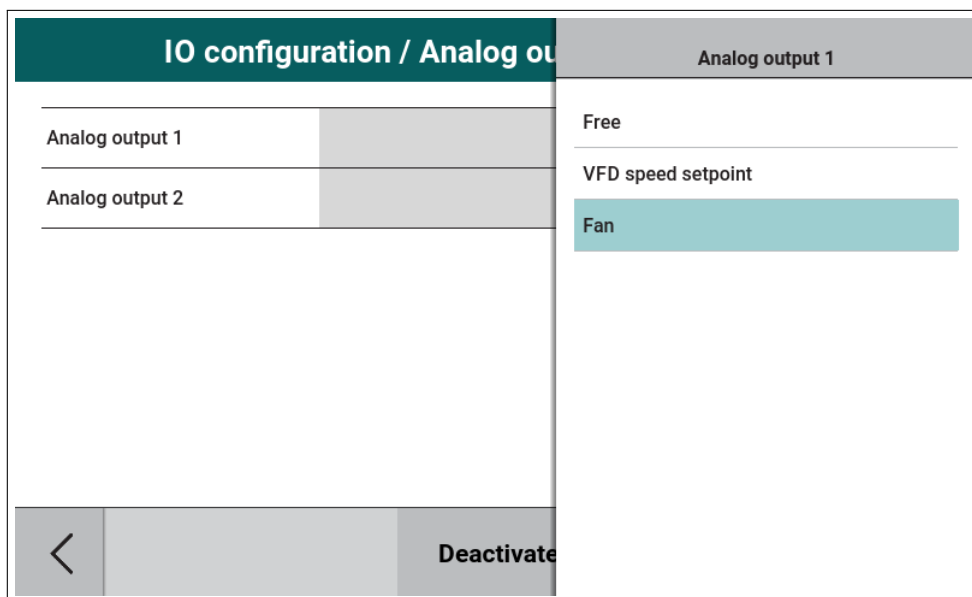 IO configuration / Analog ou
Analog output 1
Analog output 2
Deactivate
Analog output 1
Free
VFD speed setpoint
Fan